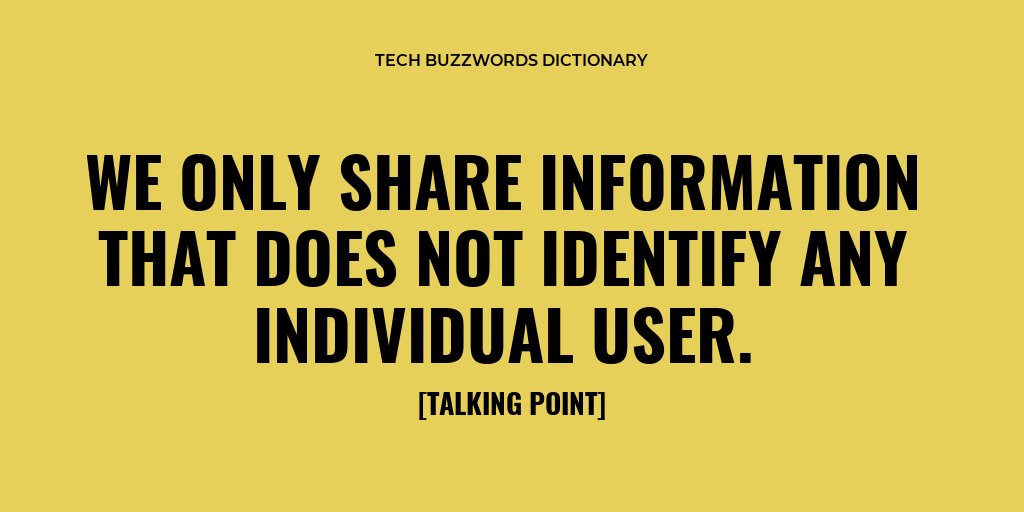 TECH BUZZWORDS DICTIONARY
WE ONLY SHARE INFORMATION
THAT DOES NOT IDENTIFY ANY
INDIVIDUAL USER.
[TALKING POINT]